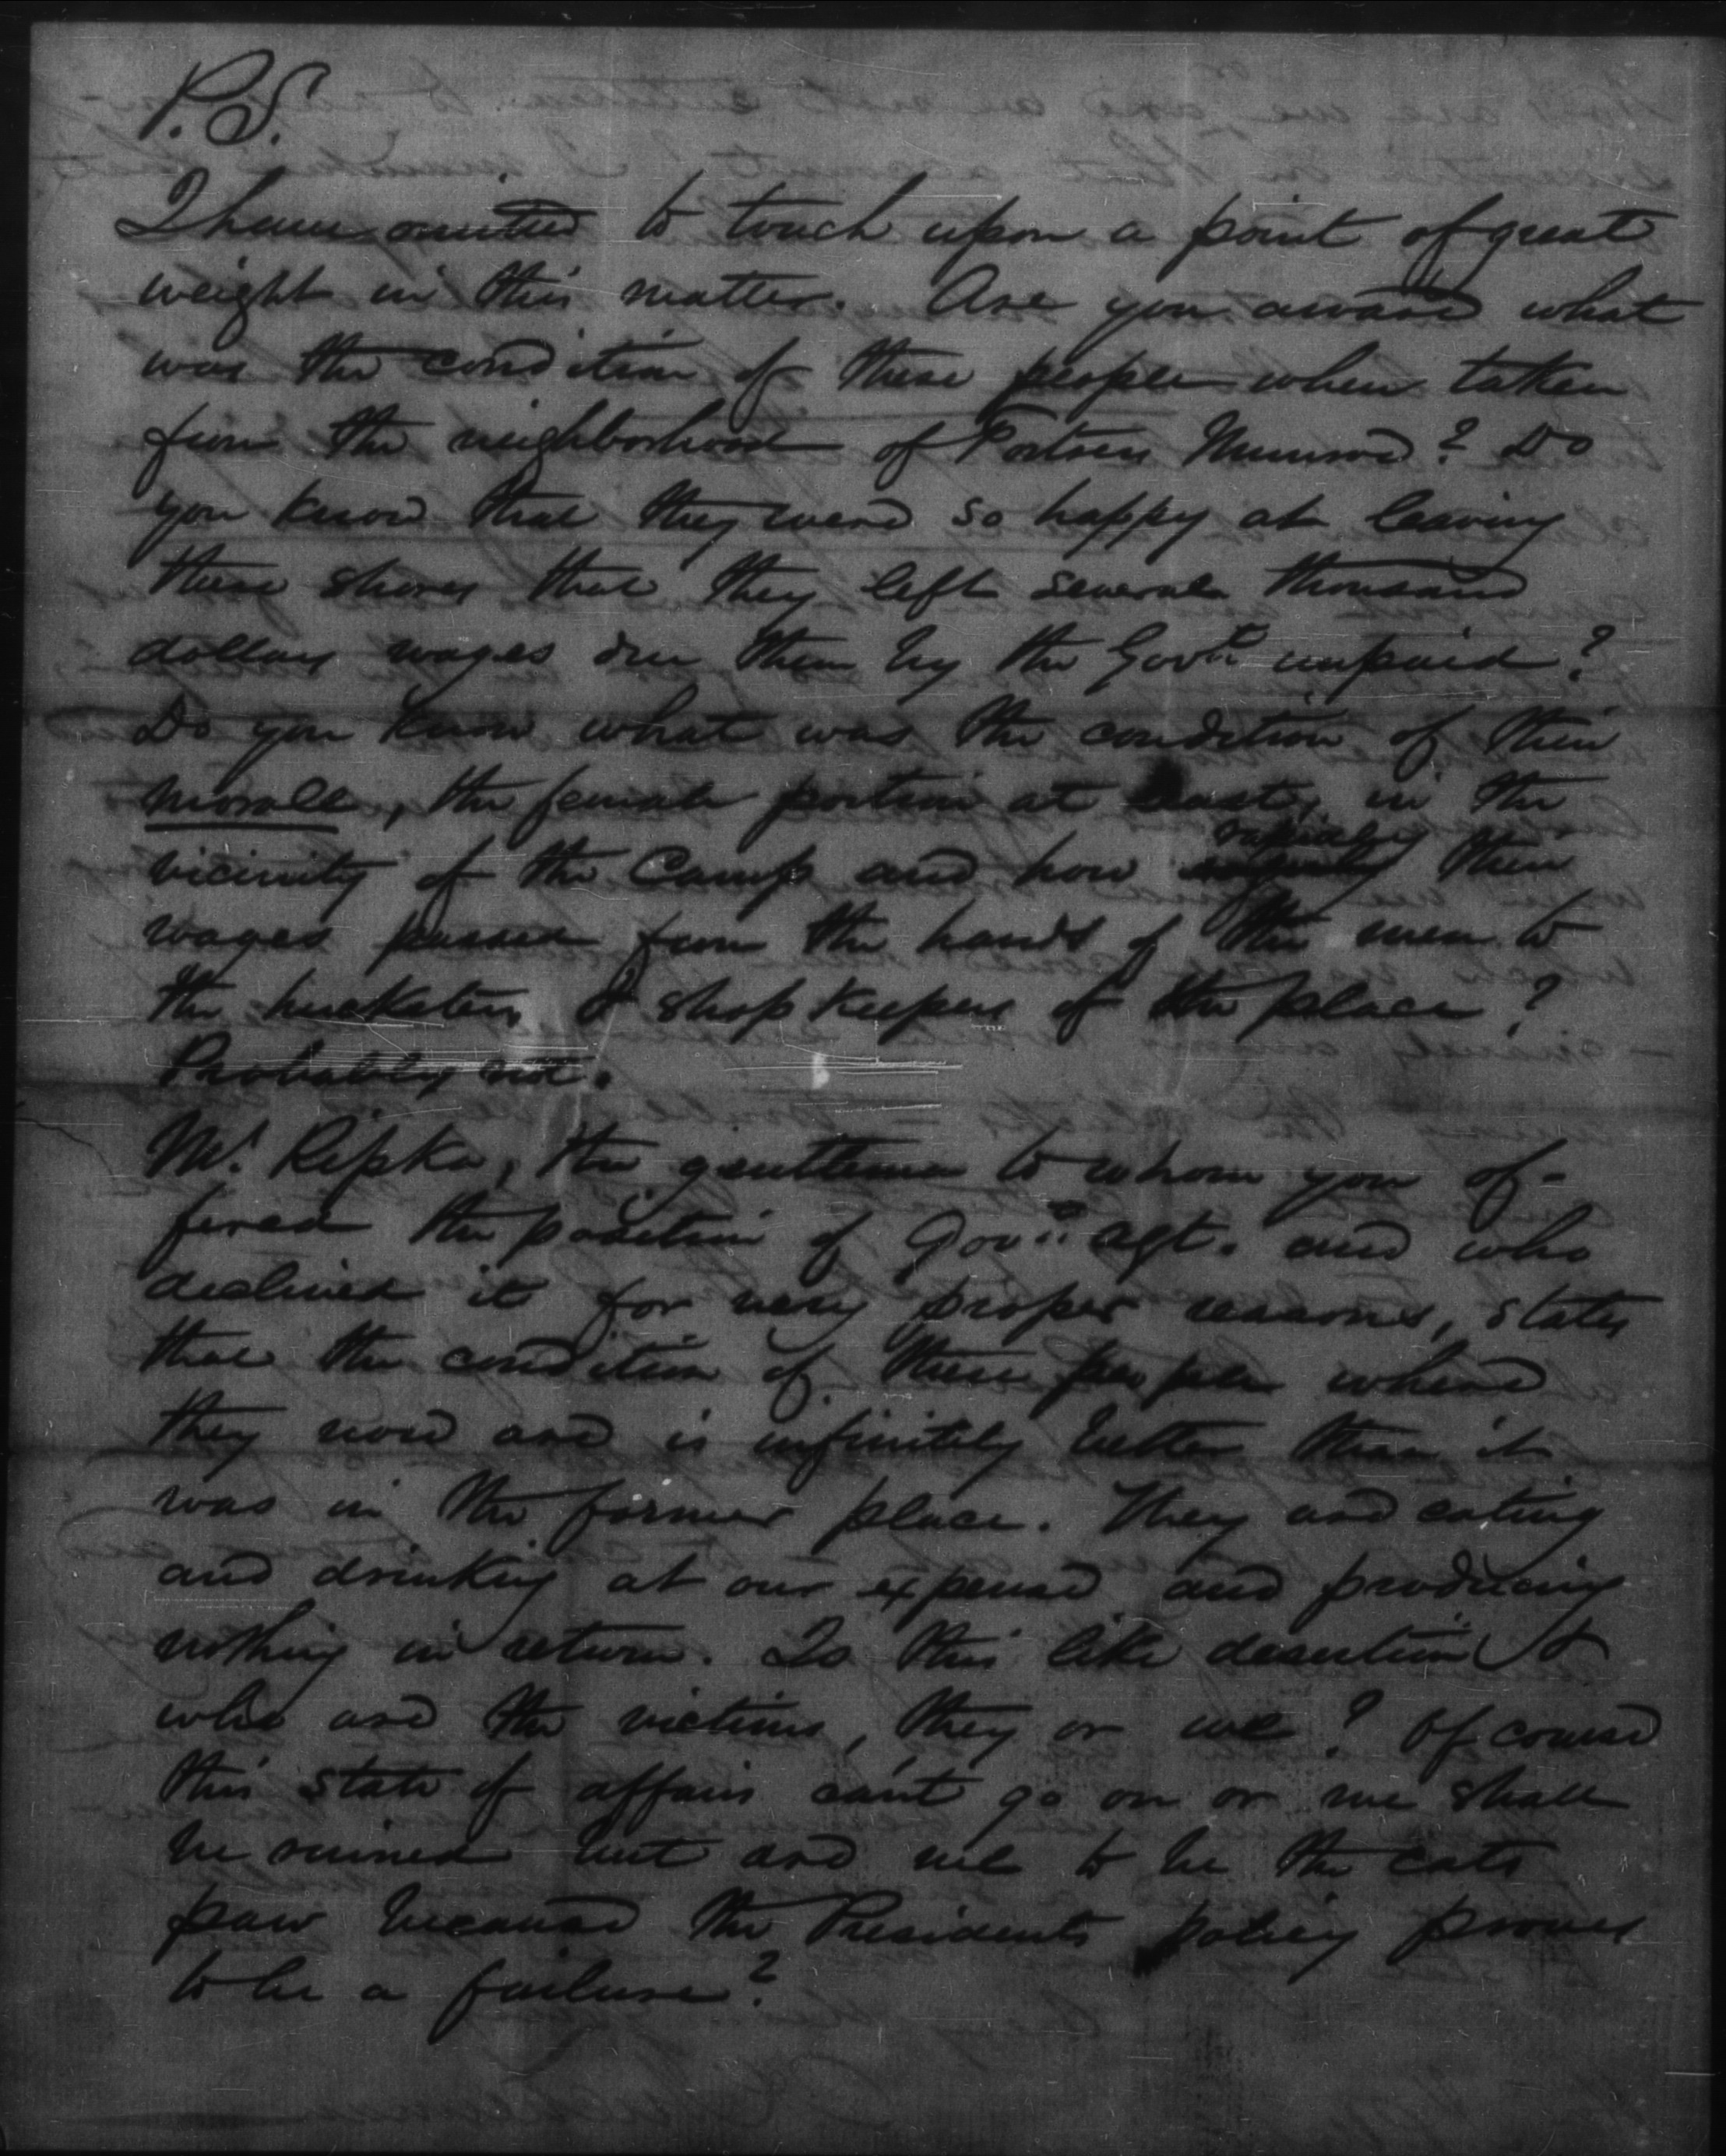 P.S.
I have omitted to touch upon a point of great
weight in this matter. Are you aware what
was the condition of these people when taken
from the neighborhood of Fortress Munroe? Do
you know that they were so happy at leaving
these shores that they left several thousand
dollars wages due them by the Govt. unpaid?
Do you know what was the condition of their
morale, the female portion at least, in the
vicinity of the Camp and how rapidly their
wages passed from the hands of the men to
the hucksters & shop keepers of the place?
Probably not.
Mr. Ripka, the gentleman to whom you of-
fered the position of Govt. agt. and who
declined it for very proper reasons, states
that the condition of these people where
they now are is infinitely better than it
was in the former place. They are eating
and drinking at our expense and producing
nothing in return. Is this like desertion &
who are the victims, they or we? Of course
this state of affairs can't go on or we shall
be ruined but are we to be the cats
paw because the Presidents policy proves
to be a failure?